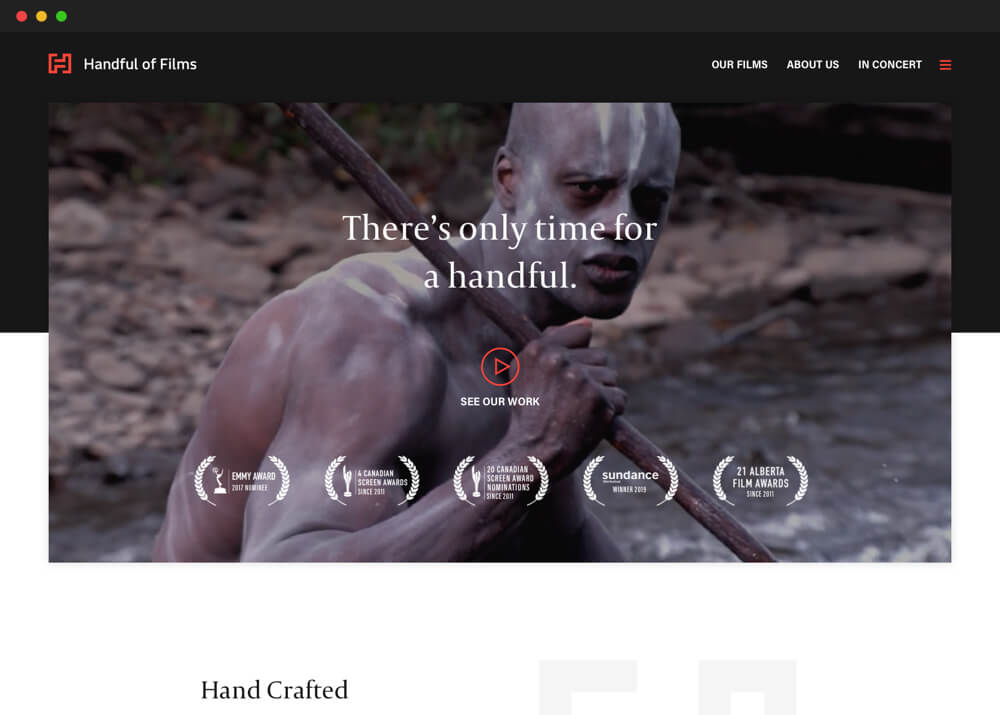 Handful of Films
OUR FILMS
ABOUT US
IN CONCERT
There’s only time for
a handful.
SEE OUR WORK
EMMY AWARD
2017 NOMINEE
4 CANADIAN
SCREEN AWARDS
SINCE 2011
20 CANADIAN
SCREEN AWARD
NOMINATIONS
SINCE 2011
sundance
WINNER 2019
21 ALBERTA
FILM AWARDS
SINCE 2011
Hand Crafted